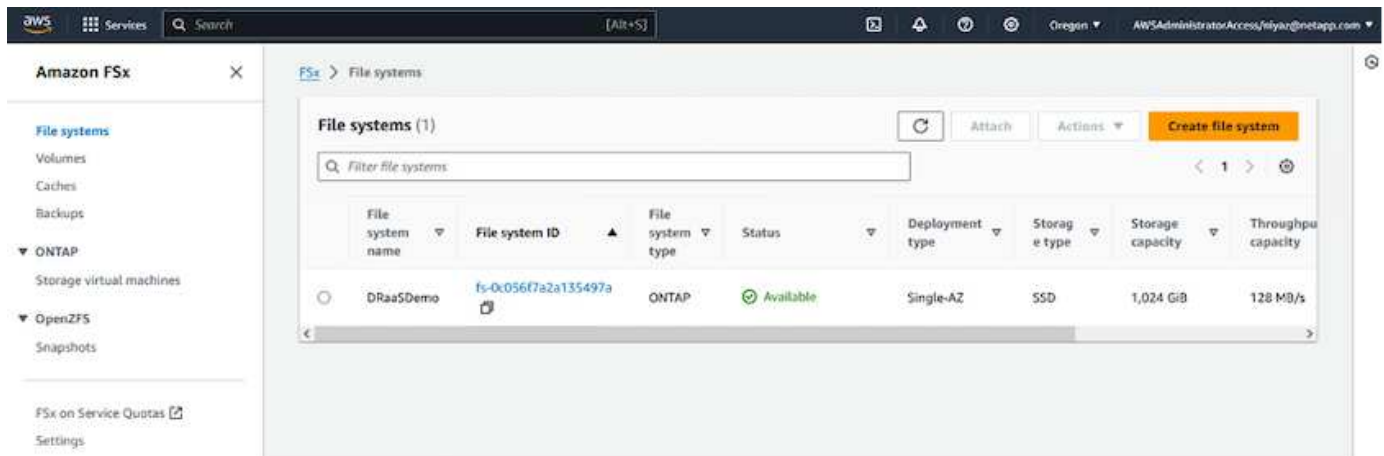 aws Services Search [Alt+S] Oregon ▼ AWSAdministratorAccess/niyaz@netapp.com ▼
Amazon FSx
File systems
Volumes
Caches
Backups
▼ ONTAP
Storage virtual machines
▼ OpenZFS
Snapshots
FSx on Service Quotas
Settings
FSx > File systems
File systems (1)
Attach
Actions ▼
Create file system
Filter file systems
< 1 >
File system name
File system ID
File system type
Status
Deployment type
Storag
e type
Storage capacity
Throughpu
capacity
DRaaSDemo
fs-0c056f7a2a135497a
ONTAP
Available
Single-AZ
SSD
1,024 GiB
128 MB/s